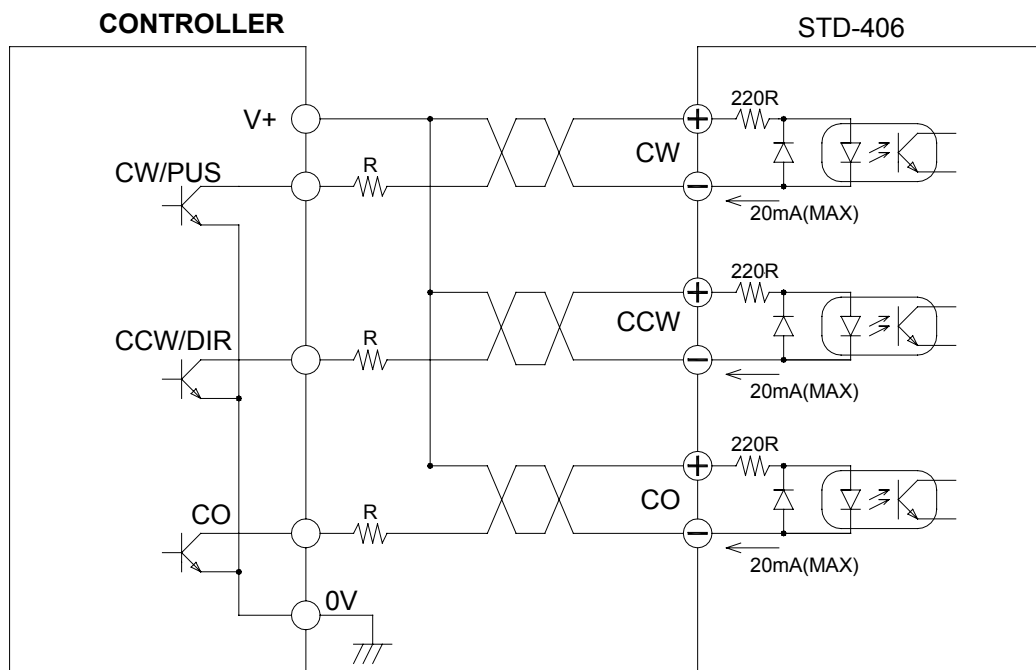 CONTROLLER
STD-406
V+
220R
CW
CW/PUS
R
20mA(MAX)
220R
CCW
CCW/DIR
R
20mA(MAX)
220R
CO
CO
R
20mA(MAX)
0V